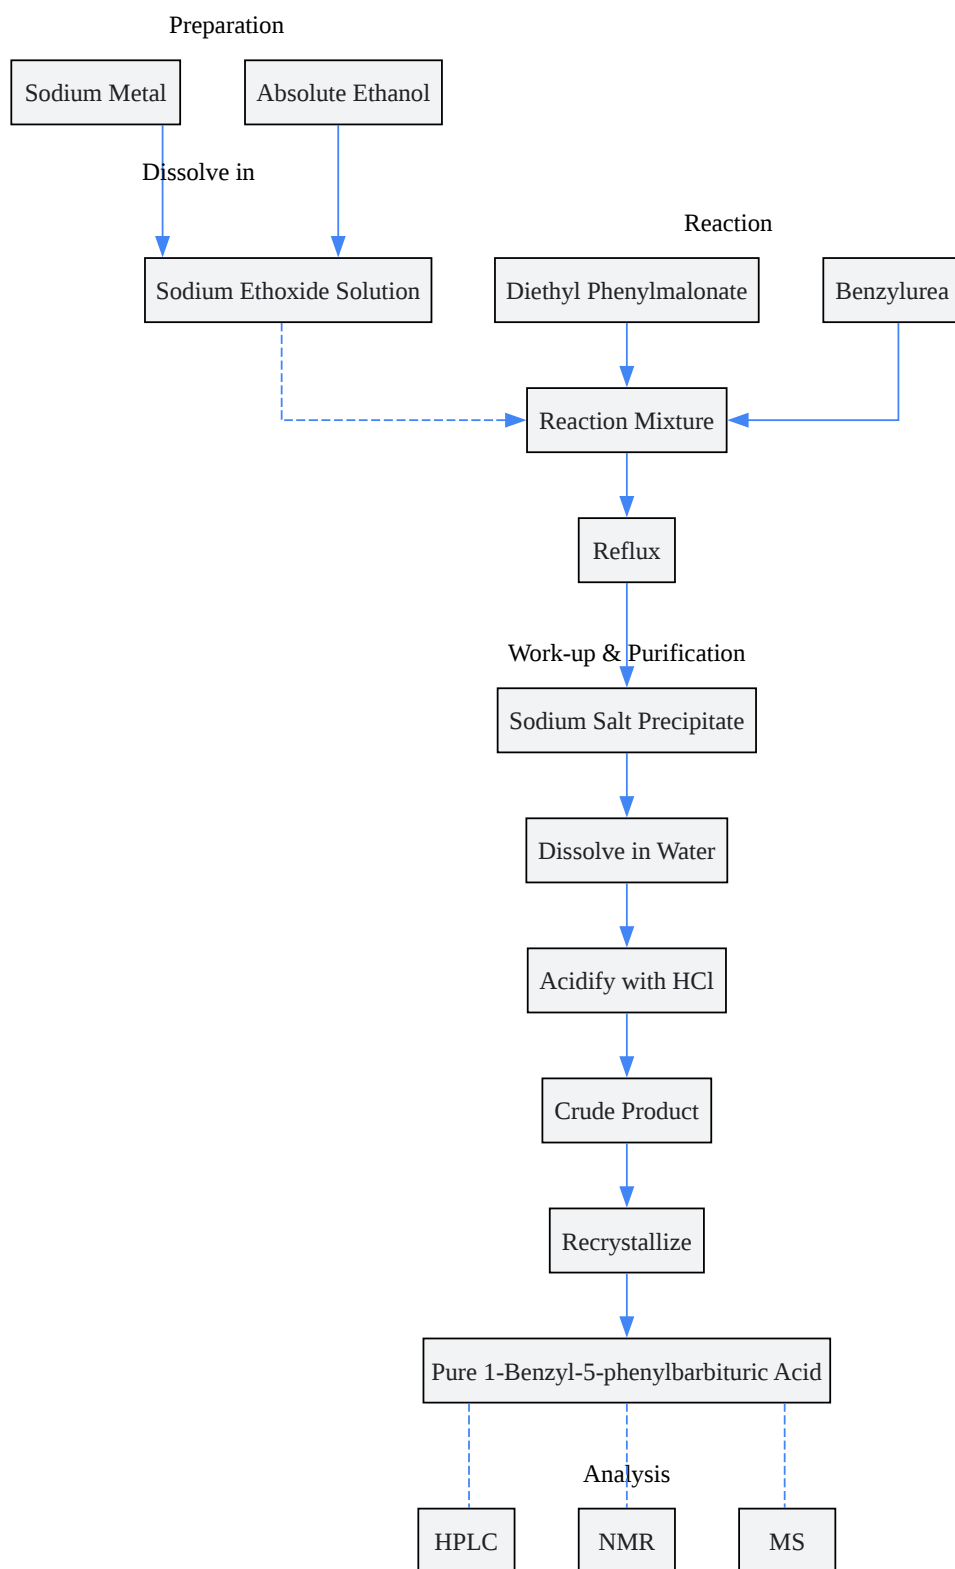 Preparation
Sodium Metal
Absolute Ethanol
Dissolve in
Reaction
Sodium Ethoxide Solution
Diethyl Phenylmalonate
Benzylurea
Reaction Mixture
Reflux
Work-up & Purification
Sodium Salt Precipitate
Dissolve in Water
Acidify with HCl
Crude Product
Recrystallize
Pure 1-Benzyl-5-phenylbarbituric Acid
Analysis
HPLC
NMR
MS